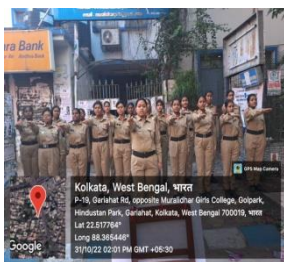 ra Bank
GPS Map Camera
Kolkata, West Bengal, भारत
P-19, Gariahat Rd, opposite Muralidhar Girls College, Golpark,
Hindustan Park, Gariahat, Kolkata, West Bengal 700019, भारत
Lat 22.517764°
Long 88.365446°
31/10/22 02:01 PM GMT +05:30
Google